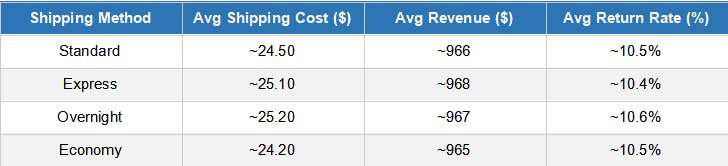 Shipping Method Avg Shipping Cost ($) Avg Revenue ($) Avg Return Rate (%)
Standard ~24.50 ~966 ~10.5%
Express ~25.10 ~968 ~10.4%
Overnight ~25.20 ~967 ~10.6%
Economy ~24.20 ~965 ~10.5%